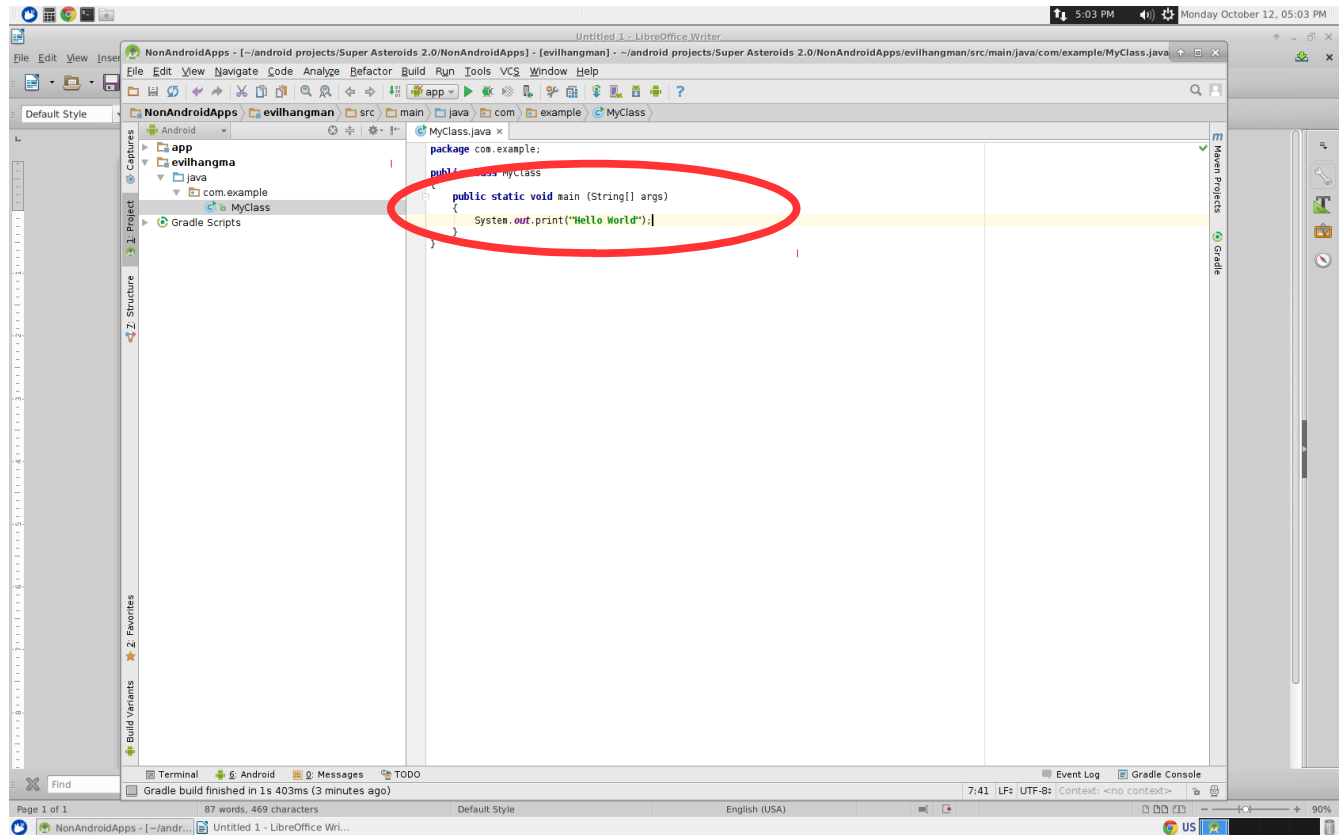 5:03 PM
Monday October 12, 05:03 PM
Untitled 1 - LibreOffice Writer
File Edit View Inser
NonAndroidApps - [~/android projects/Super Asteroids 2.0/NonAndroidApps] - [evilhangman] - ~/android projects/Super Asteroids 2.0/NonAndroidApps/evilhangman/src/main/java/com/example/MyClass.java
File Edit View Navigate Code Analyze Refactor Build Run Tools VCS Window Help
app
Default Style
NonAndroidApps evilhangman src main java com example MyClass
Android
MyClass.java
app
evilhangma
java
com.example
MyClass
Gradle Scripts
package com.example;
MyClass
{
public static void main (String[] args)
{
System.out.print("Hello World");
}
}
Captures
1: Project
7: Structure
2: Favorites
Build Variants
Maven Projects
Gradle
Terminal 6: Android 0: Messages TODO
Event Log Gradle Console
Find
Gradle build finished in 1s 403ms (3 minutes ago)
7:41 LF÷ UTF-8÷ Context: <no context>
Page 1 of 1 87 words, 469 characters Default Style English (USA) 90%
NonAndroidApps - [~/andr... Untitled 1 - LibreOffice Wri...
US